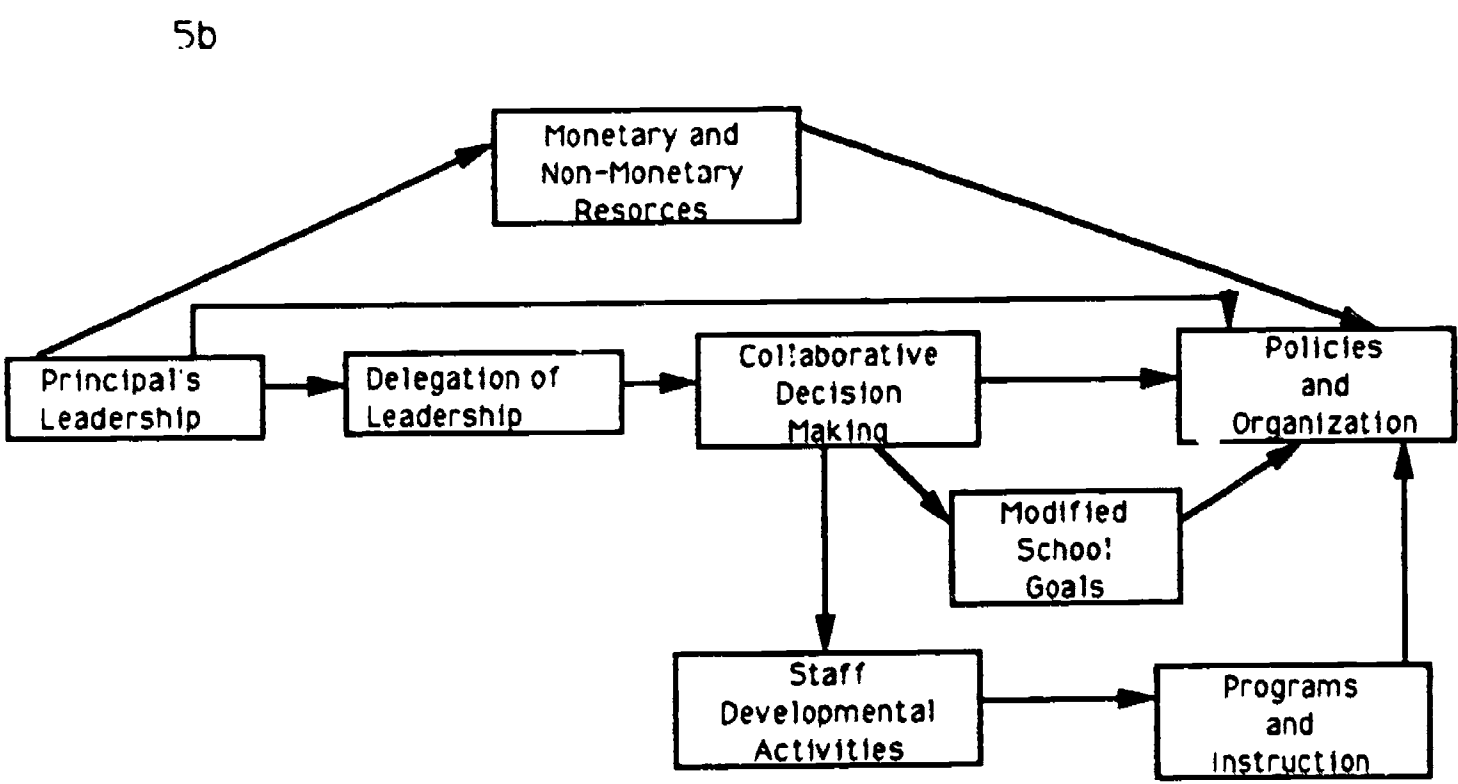 5b
Monetary and
Non-Monetary
Resorces
Principal's
Leadership
Delegation of
Leadership
Collaborative
Decision
Making
Policies
and
Organization
Modified
School
Goals
Staff
Developmental
Activities
Programs
and
Instruction